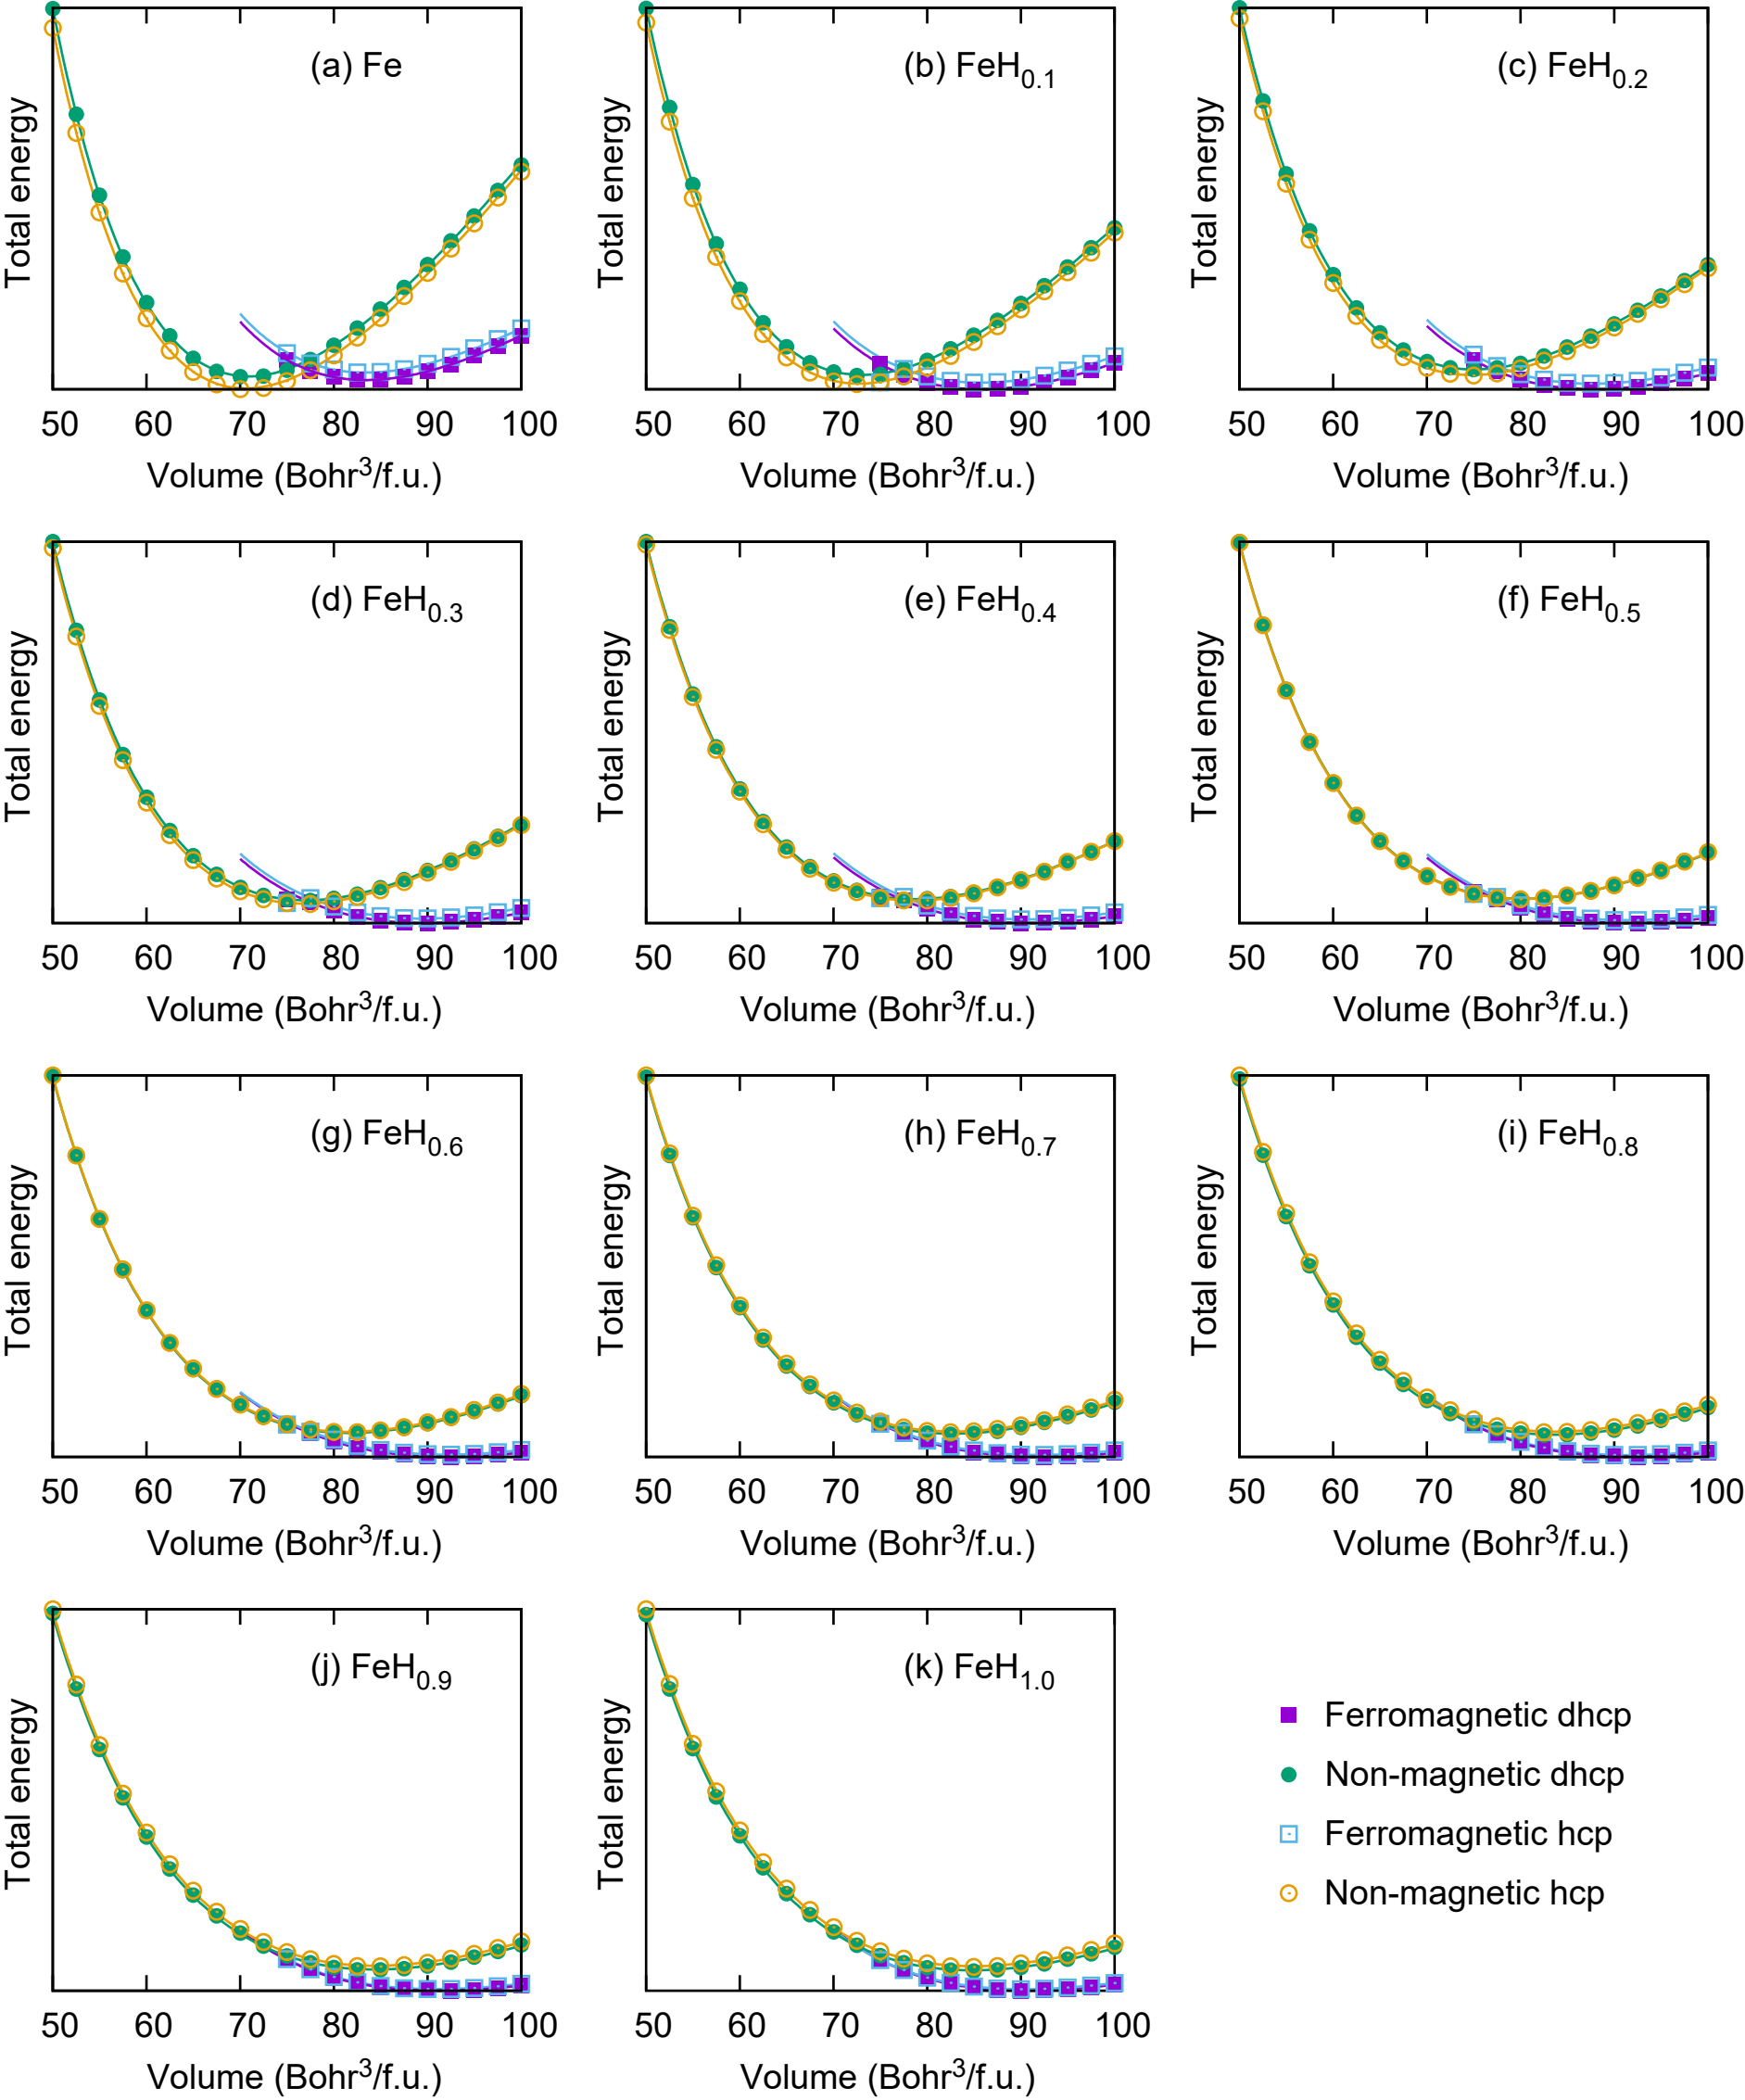 (a) Fe
Total energy
50 60 70 80 90 100
Volume (Bohr³/f.u.)
(b) FeH₀.₁
Total energy
50 60 70 80 90 100
Volume (Bohr³/f.u.)
(c) FeH₀.₂
Total energy
50 60 70 80 90 100
Volume (Bohr³/f.u.)
(d) FeH₀.₃
Total energy
50 60 70 80 90 100
Volume (Bohr³/f.u.)
(e) FeH₀.₄
Total energy
50 60 70 80 90 100
Volume (Bohr³/f.u.)
(f) FeH₀.₅
Total energy
50 60 70 80 90 100
Volume (Bohr³/f.u.)
(g) FeH₀.₆
Total energy
50 60 70 80 90 100
Volume (Bohr³/f.u.)
(h) FeH₀.₇
Total energy
50 60 70 80 90 100
Volume (Bohr³/f.u.)
(i) FeH₀.₈
Total energy
50 60 70 80 90 100
Volume (Bohr³/f.u.)
(j) FeH₀.₉
Total energy
50 60 70 80 90 100
Volume (Bohr³/f.u.)
(k) FeH₁.₀
Total energy
50 60 70 80 90 100
Volume (Bohr³/f.u.)
Ferromagnetic dhcp
Non-magnetic dhcp
Ferromagnetic hcp
Non-magnetic hcp